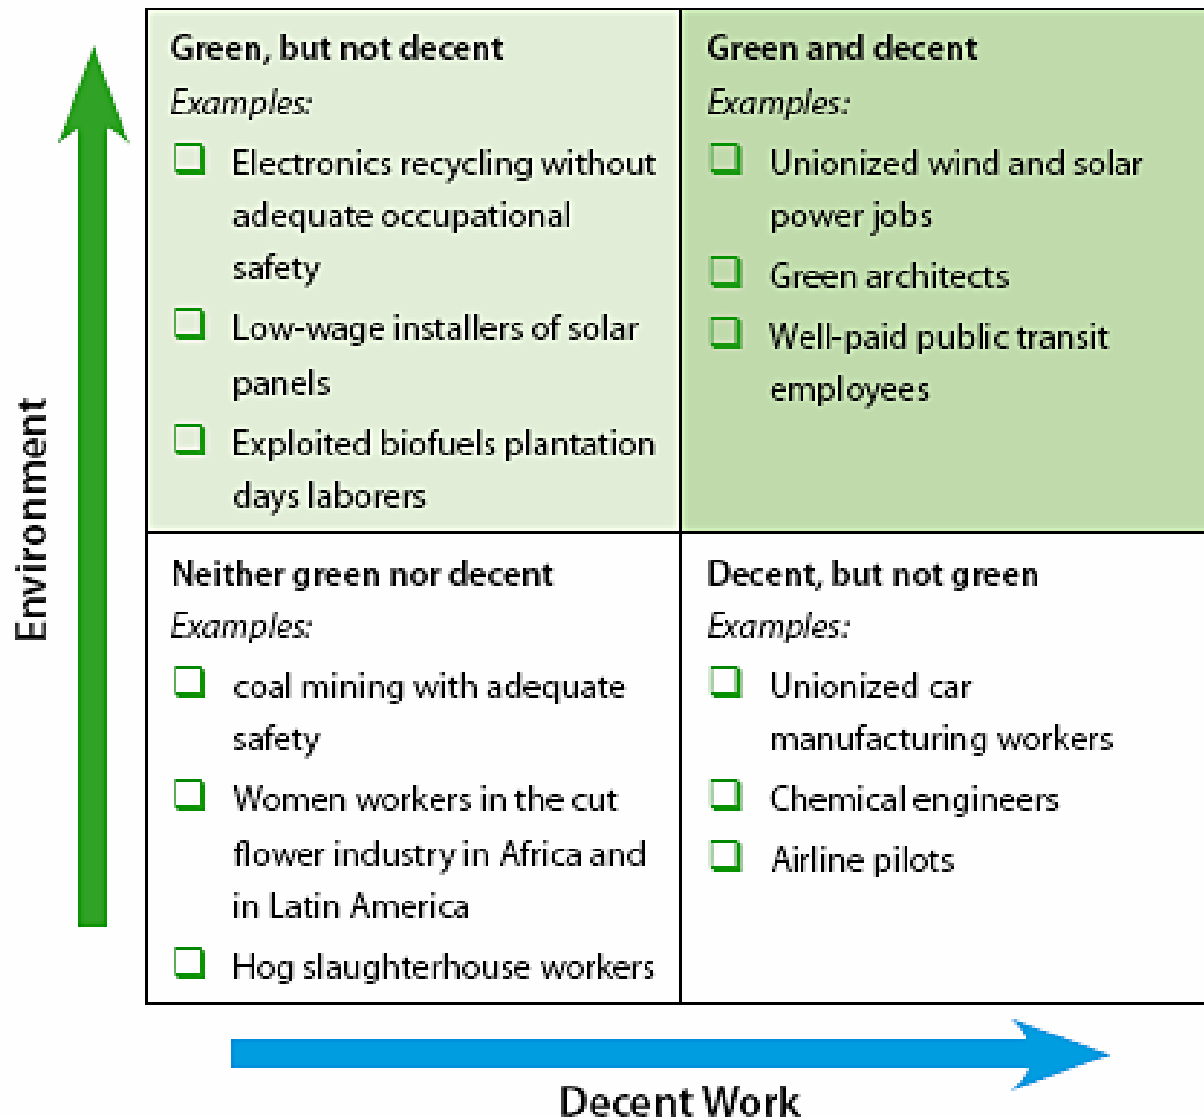 Environment
Green, but not decent
Examples:
Electronics recycling without
adequate occupational
safety
Low-wage installers of solar
panels
Exploited biofuels plantation
days laborers
Green and decent
Examples:
Unionized wind and solar
power jobs
Green architects
Well-paid public transit
employees
Neither green nor decent
Examples:
coal mining with adequate
safety
Women workers in the cut
flower industry in Africa and
in Latin America
Hog slaughterhouse workers
Decent, but not green
Examples:
Unionized car
manufacturing workers
Chemical engineers
Airline pilots
Decent Work